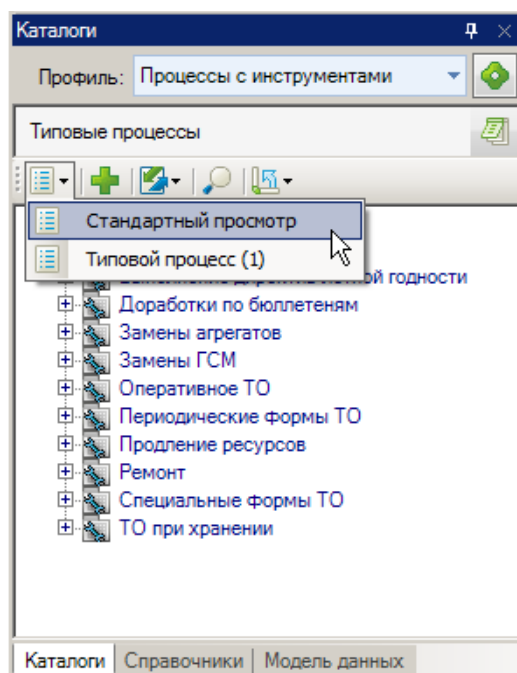 Каталоги
Профиль: Процессы с инструментами
Типовые процессы
Стандартный просмотр
Типовой процесс (1)
годности
Доработки по бюллетеням
Замены агрегатов
Замены ГСМ
Оперативное ТО
Периодические формы ТО
Продление ресурсов
Ремонт
Специальные формы ТО
ТО при хранении
Каталоги Справочники Модель данных